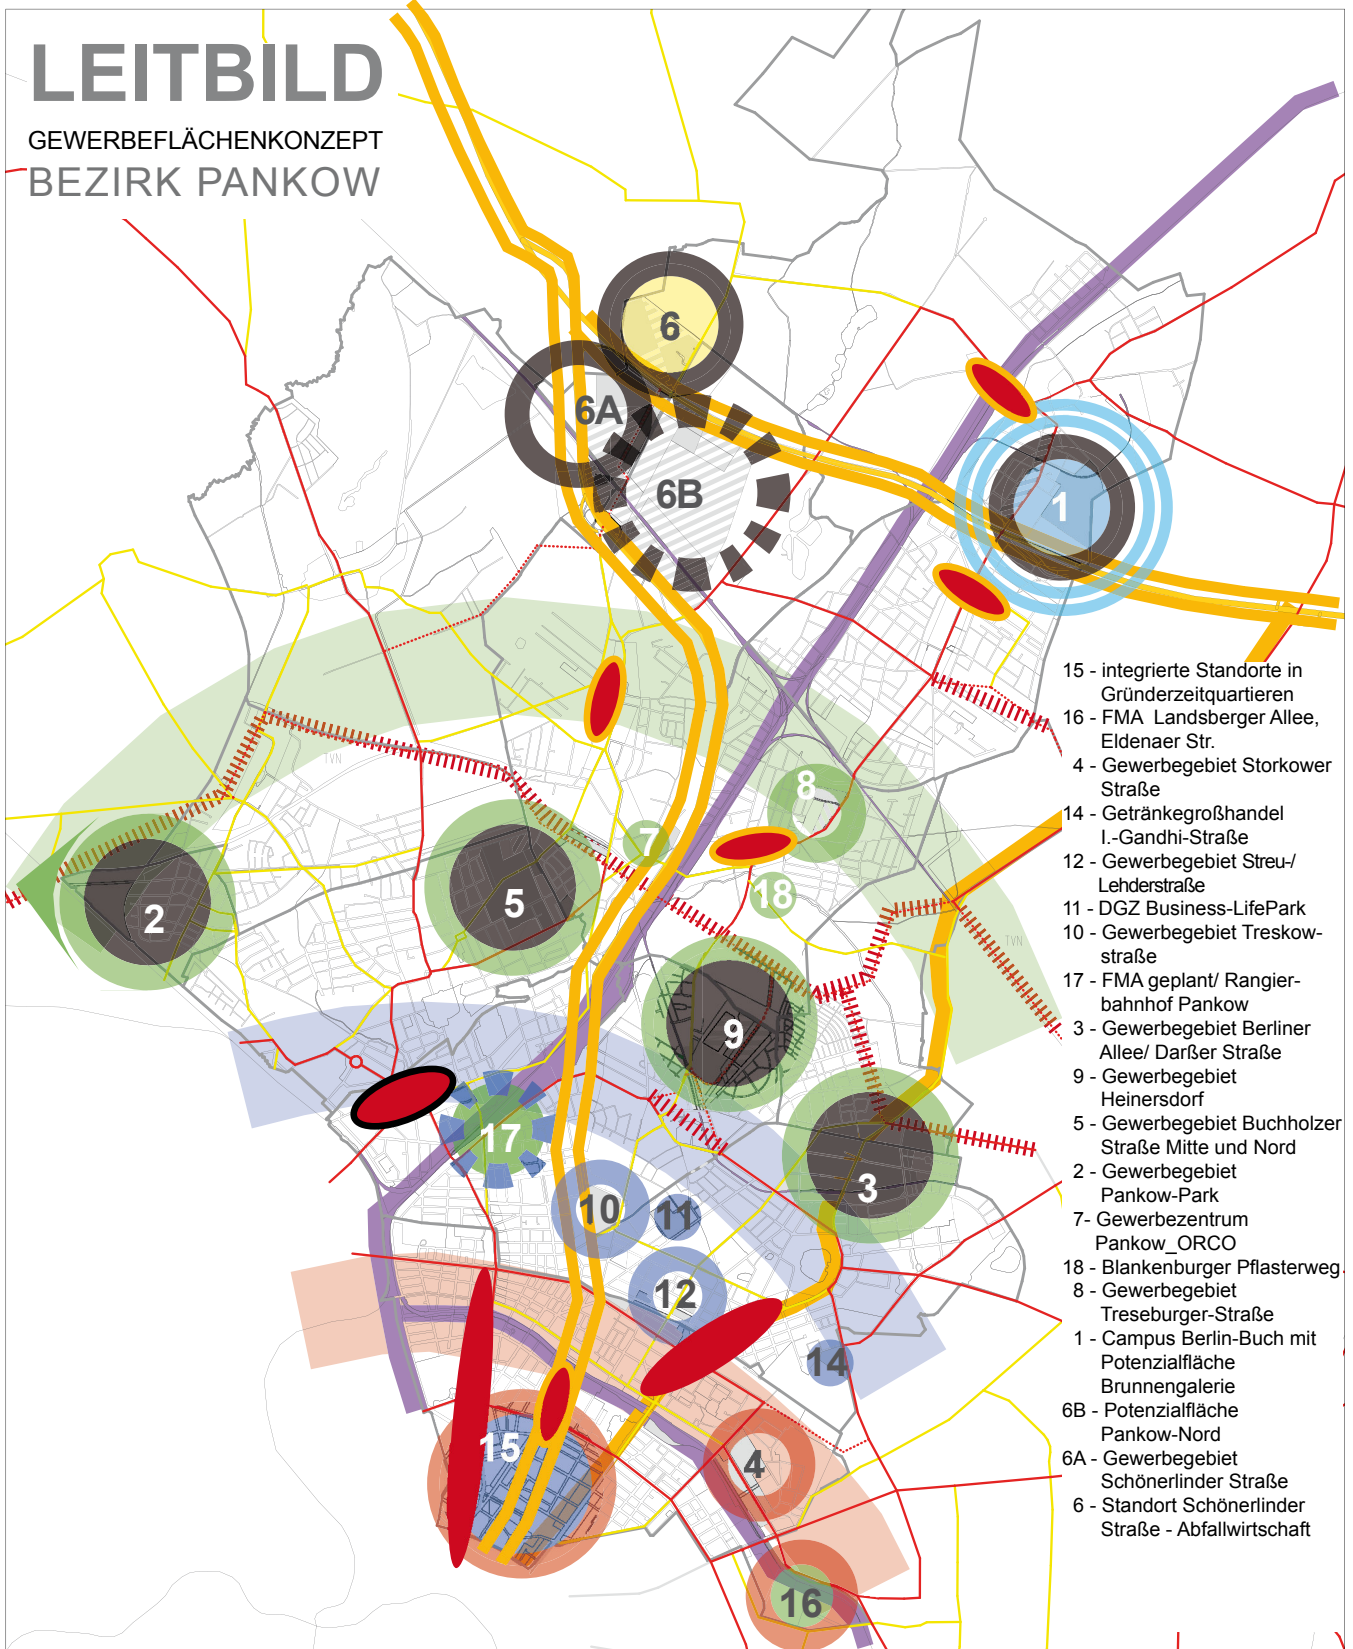 LEITBILD
GEWERBEFLÄCHENKONZEPT
BEZIRK PANKOW
6
6A
6B
1
TVN
8
7
18
2
5
TVN
9
17
3
10
11
12
14
15
4
16
15 - integrierte Standorte in
Gründerzeitquartieren
16 - FMA Landsberger Allee,
Eldenaer Str.
4 - Gewerbegebiet Storkower
Straße
14 - Getränkegroßhandel
I.-Gandhi-Straße
12 - Gewerbegebiet Streu-/
Lehderstraße
11 - DGZ Business-LifePark
10 - Gewerbegebiet Treskow-
straße
17 - FMA geplant/ Rangier-
bahnhof Pankow
3 - Gewerbegebiet Berliner
Allee/ Darßer Straße
9 - Gewerbegebiet
Heinersdorf
5 - Gewerbegebiet Buchholzer
Straße Mitte und Nord
2 - Gewerbegebiet
Pankow-Park
7- Gewerbezentrum
Pankow_ORCO
18 - Blankenburger Pflasterweg
8 - Gewerbegebiet
Treseburger-Straße
1 - Campus Berlin-Buch mit
Potenzialfläche
Brunnengalerie
6B - Potenzialfläche
Pankow-Nord
6A - Gewerbegebiet
Schönerlinder Straße
6 - Standort Schönerlinder
Straße - Abfallwirtschaft